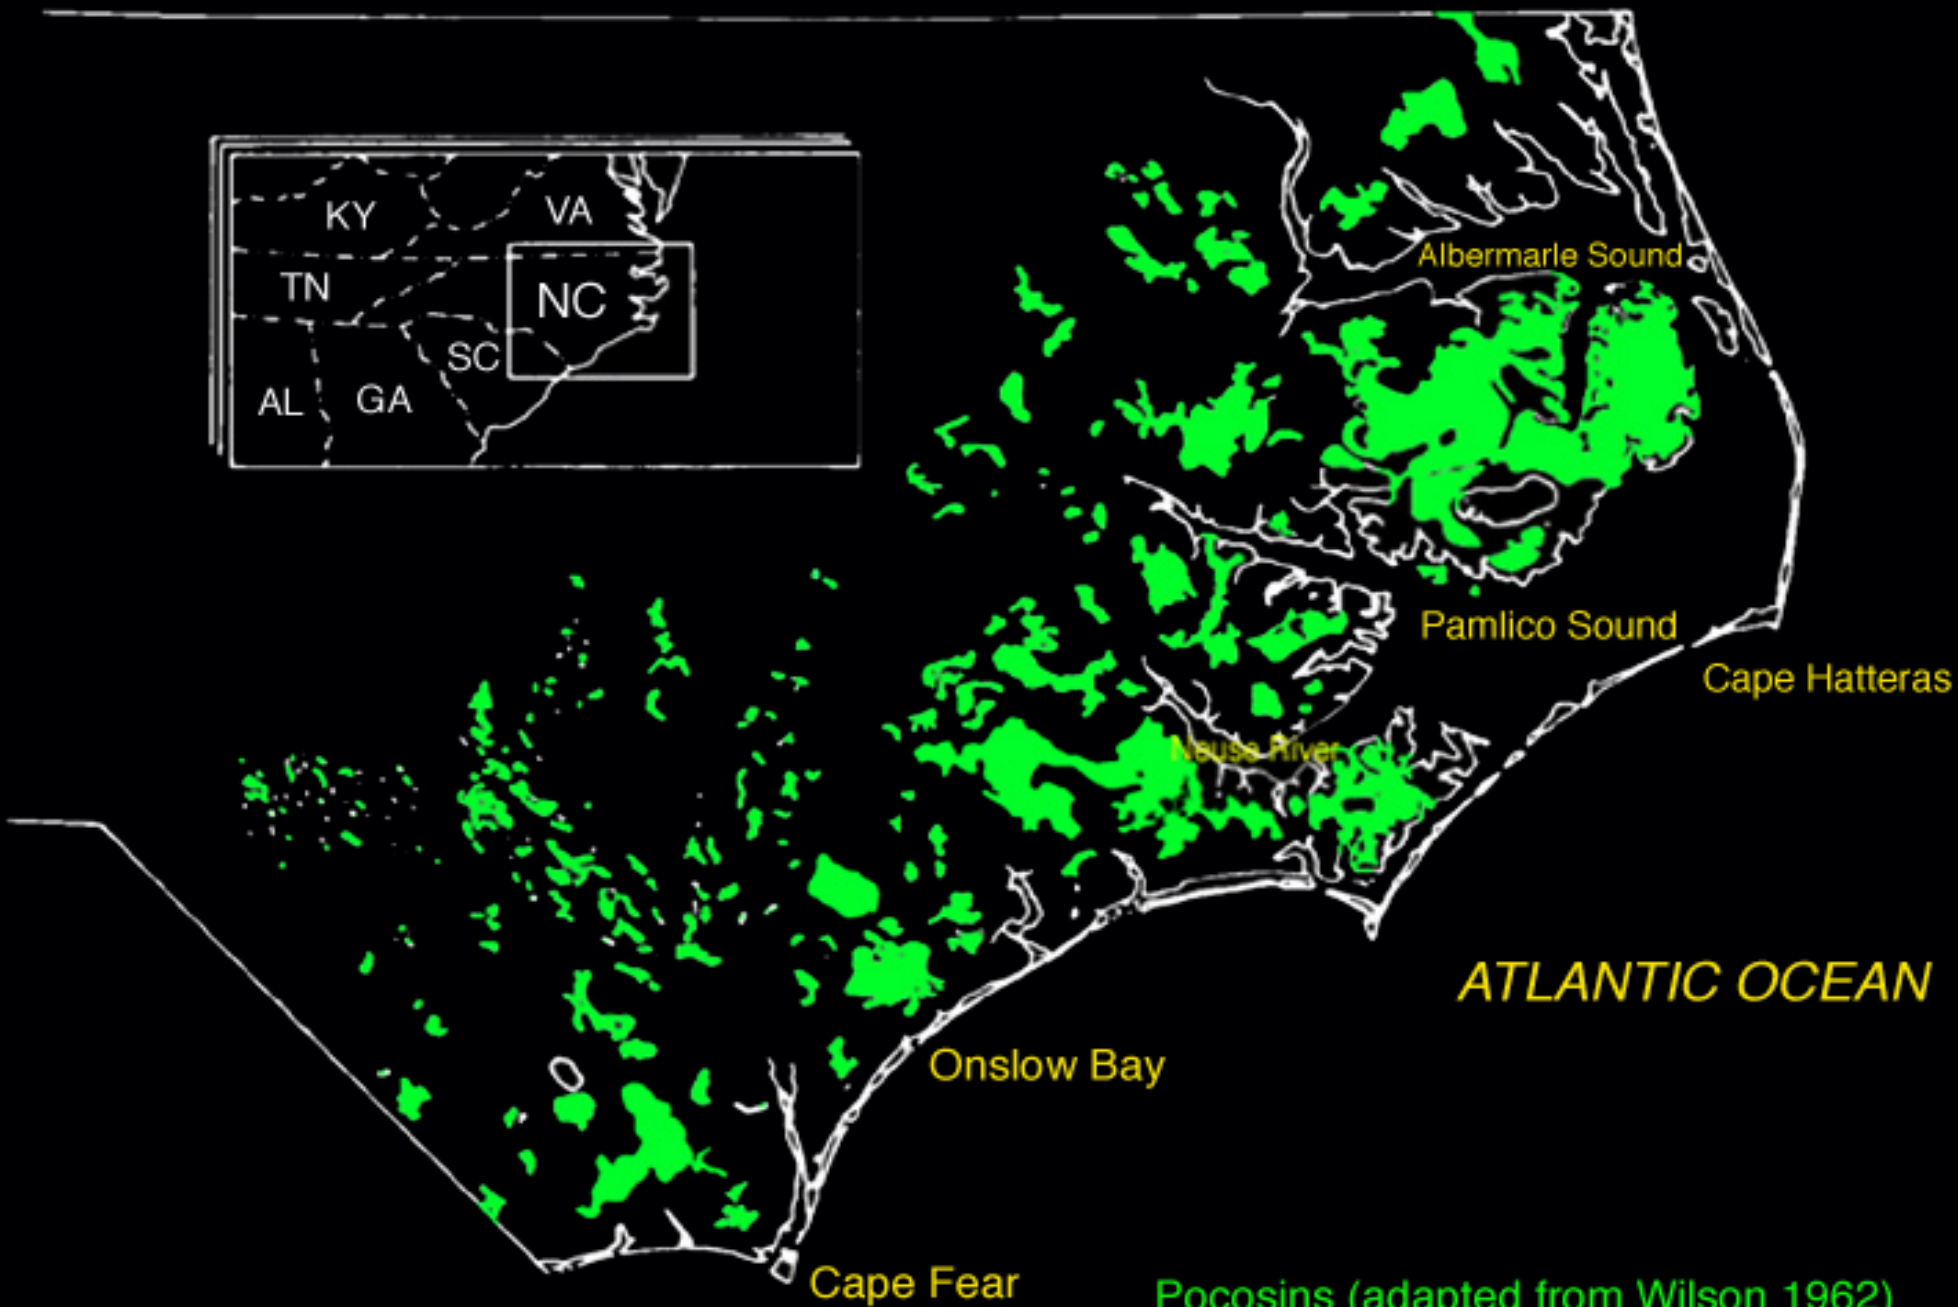 KY
VA
TN
NC
SC
AL
GA
Albermarle Sound
Pamlico Sound
Cape Hatteras
Neuse River
ATLANTIC OCEAN
Onslow Bay
Cape Fear
Pocosins (adapted from Wilson 1962)